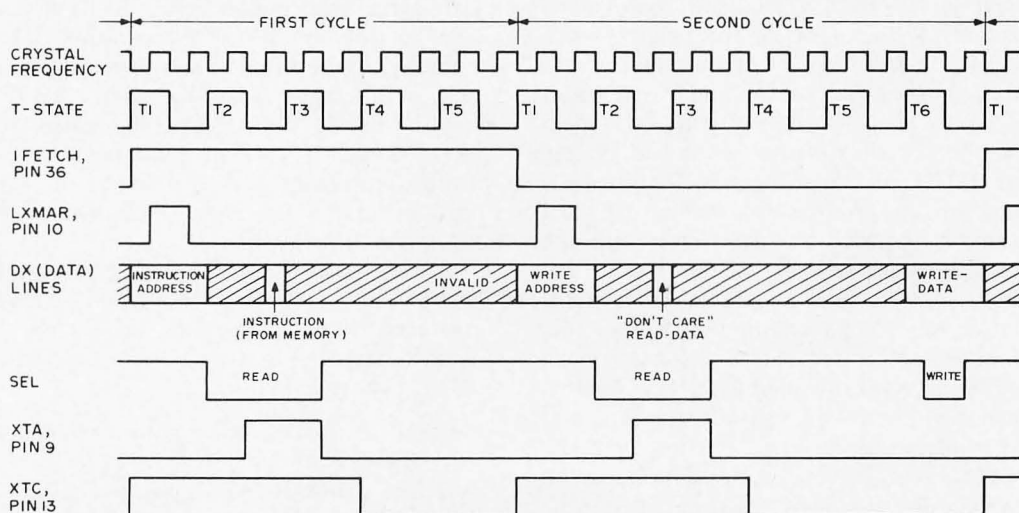 FIRST CYCLE
SECOND CYCLE
CRYSTAL
FREQUENCY
T-STATE
T1
T2
T3
T4
T5
T1
T2
T3
T4
T5
T6
T1
IFETCH,
PIN 36
LXMAR,
PIN 10
DX (DATA)
LINES
INSTRUCTION
ADDRESS
INVALID
WRITE
ADDRESS
WRITE-
DATA
INSTRUCTION
(FROM MEMORY)
"DON'T CARE"
READ-DATA
SEL
READ
READ
WRITE
XTA,
PIN 9
XTC,
PIN 13